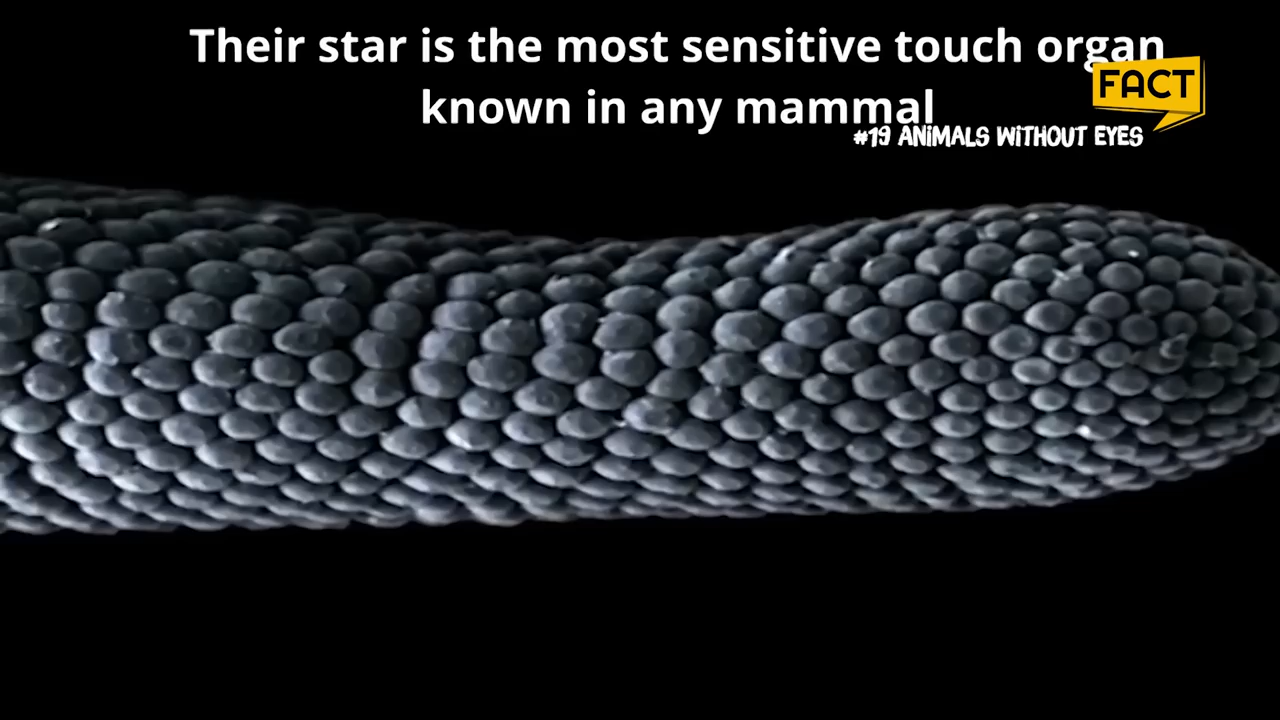 Their star is the most sensitive touch organ
known in any mammal
FACT
#19 ANIMALS WITHOUT EYES